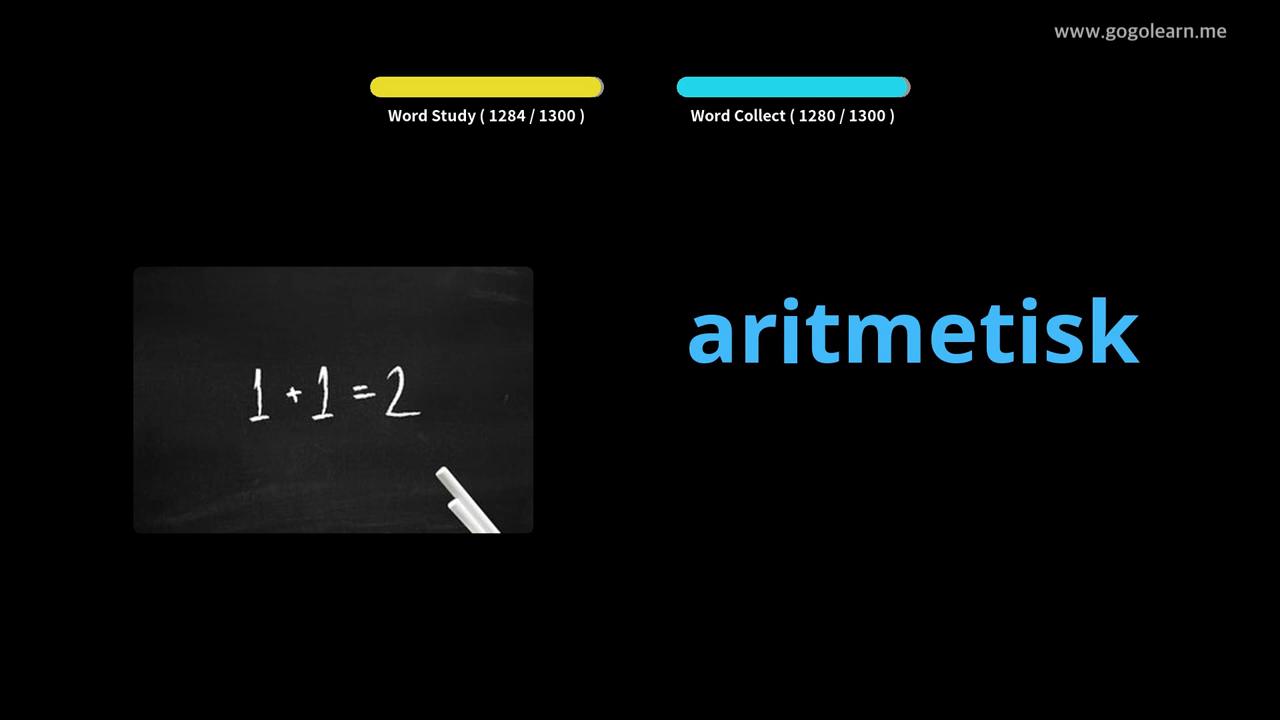 www.gogolearn.me
Word Study ( 1284 / 1300 )
Word Collect ( 1280 / 1300 )
aritmetisk
1 + 1 = 2